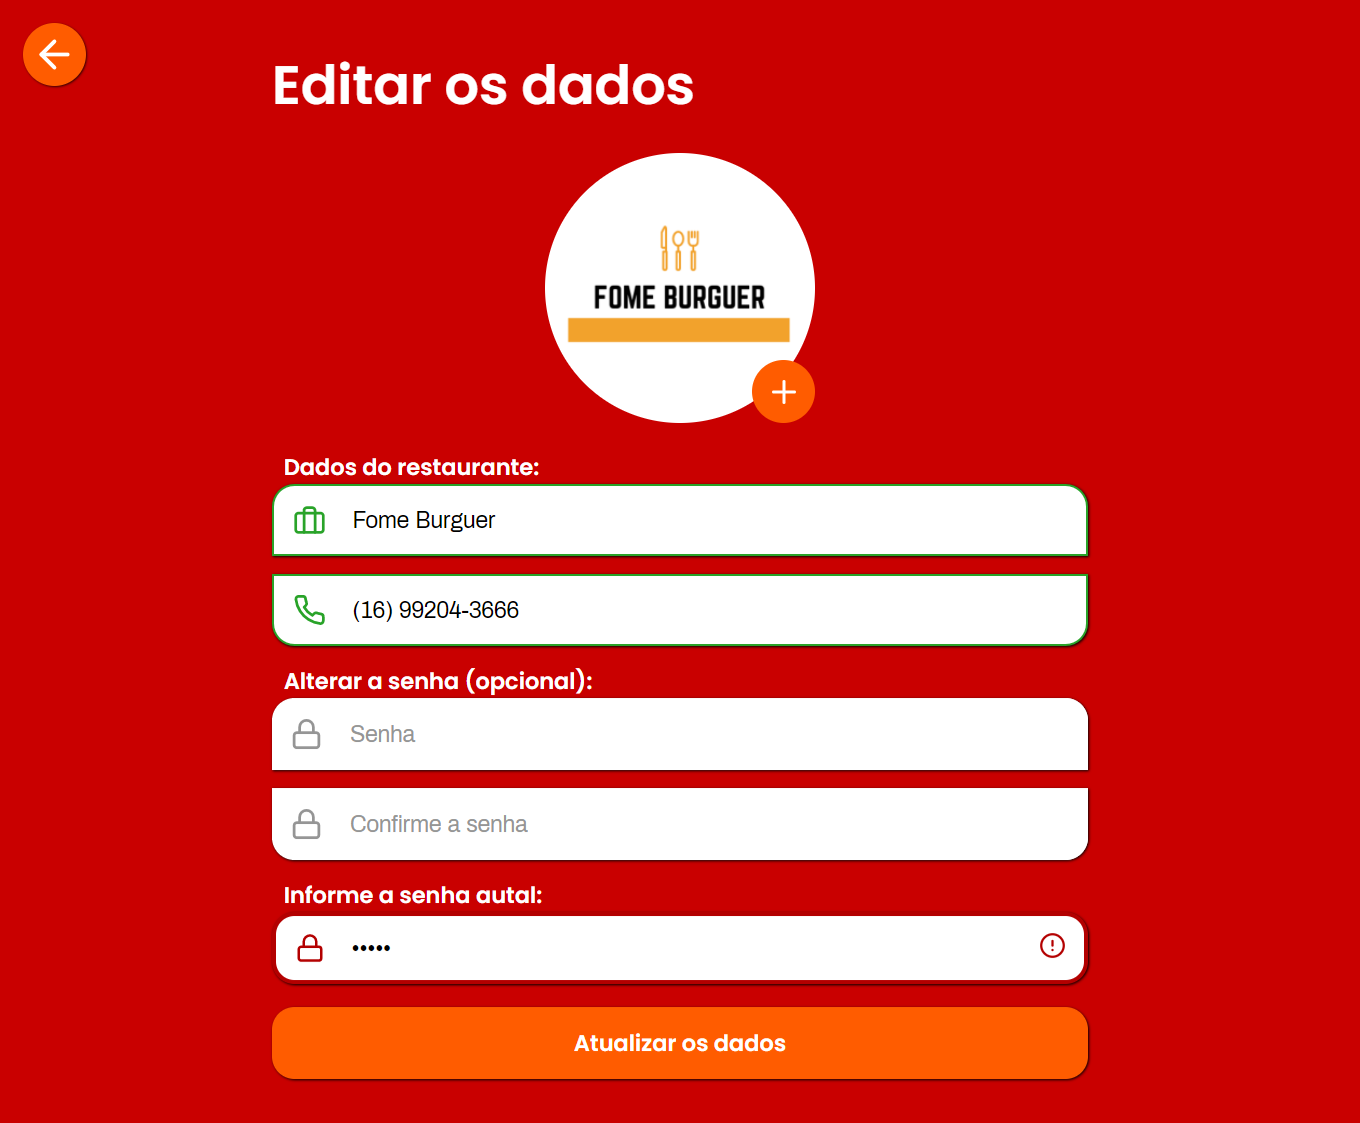 Editar os dados
FOME BURGUER
Dados do restaurante:
Fome Burguer
(16) 99204-3666
Alterar a senha (opcional):
Senha
Confirme a senha
Informe a senha autal:
•••••
Atualizar os dados